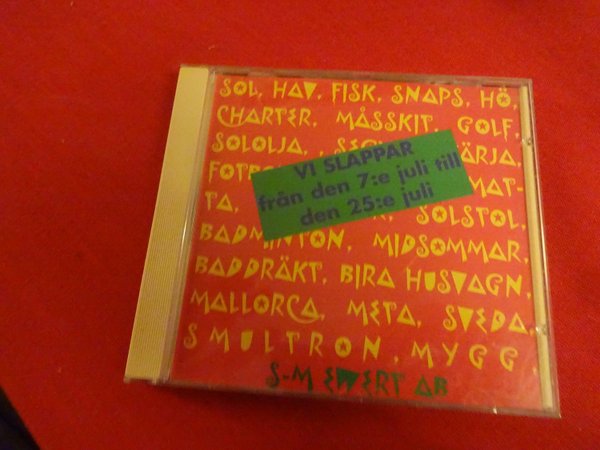 SOL, HAV, FISK, SNAPS, HÖ,
CHARTER, MÅSSKIT, GOLF,
SOLOLJA,
VI SLAPPAR
från den 7:e juli till
den 25:e juli
TA, SOLSTOL,
BADMINTON, MIDSOMMAR,
BADDRÄKT, BIRA HUSVAGN,
MALLORCA, META, SVEDA,
SMULTRON, MYGG,
S-M EWERT AB